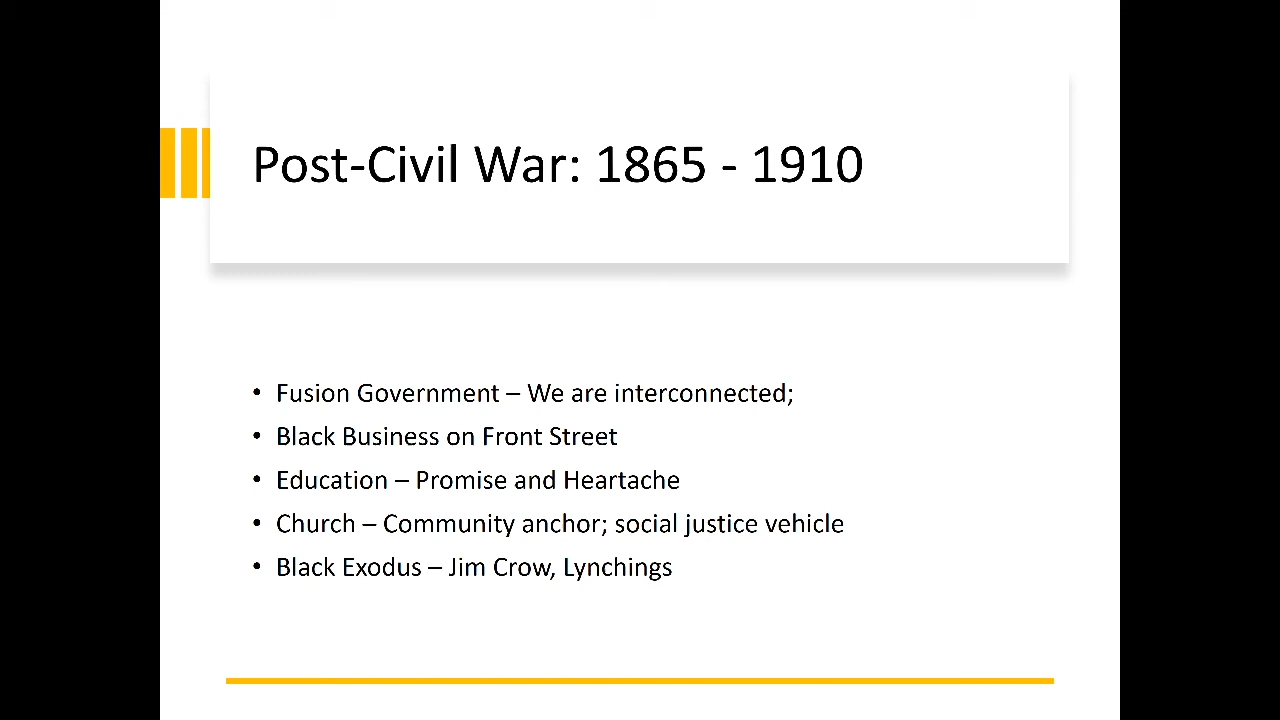 Post-Civil War: 1865 - 1910
• Fusion Government – We are interconnected;
• Black Business on Front Street
• Education – Promise and Heartache
• Church – Community anchor; social justice vehicle
• Black Exodus – Jim Crow, Lynchings